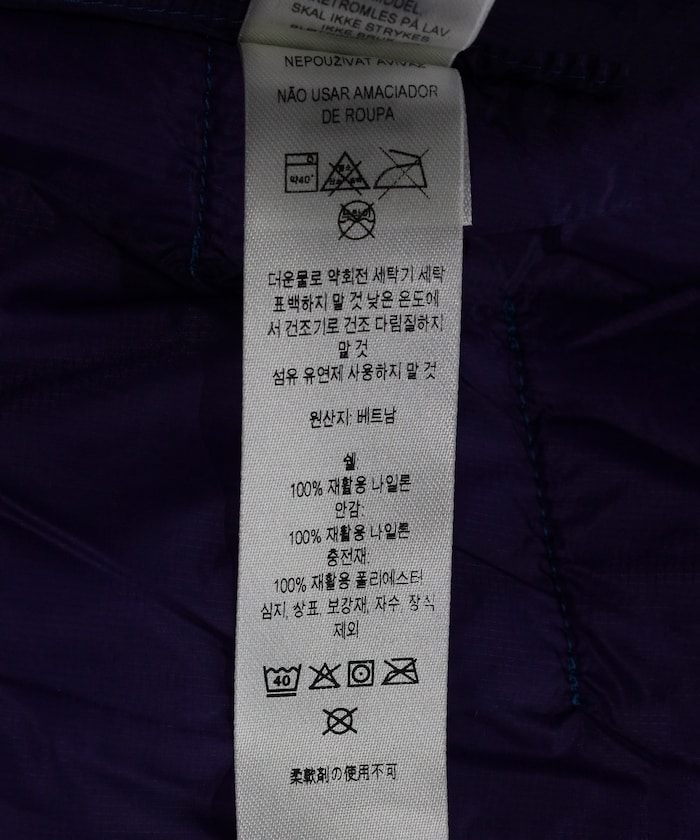 SKAL IKKE STRYKES
NEPOUŽÍVAT AVIVÁŽ
NÃO USAR AMACIADOR
DE ROUPA
약40°
더운물로 약회전 세탁기 세탁
표백하지 말 것 낮은 온도에
서 건조기로 건조 다림질하지
말 것
섬유 유연제 사용하지 말 것
원산지: 베트남
쉘
100% 재활용 나일론
안감:
100% 재활용 나일론
충전재:
100% 재활용 폴리에스터
심지, 상표, 보강재, 자수, 장식
제외
40
柔軟剤の使用不可